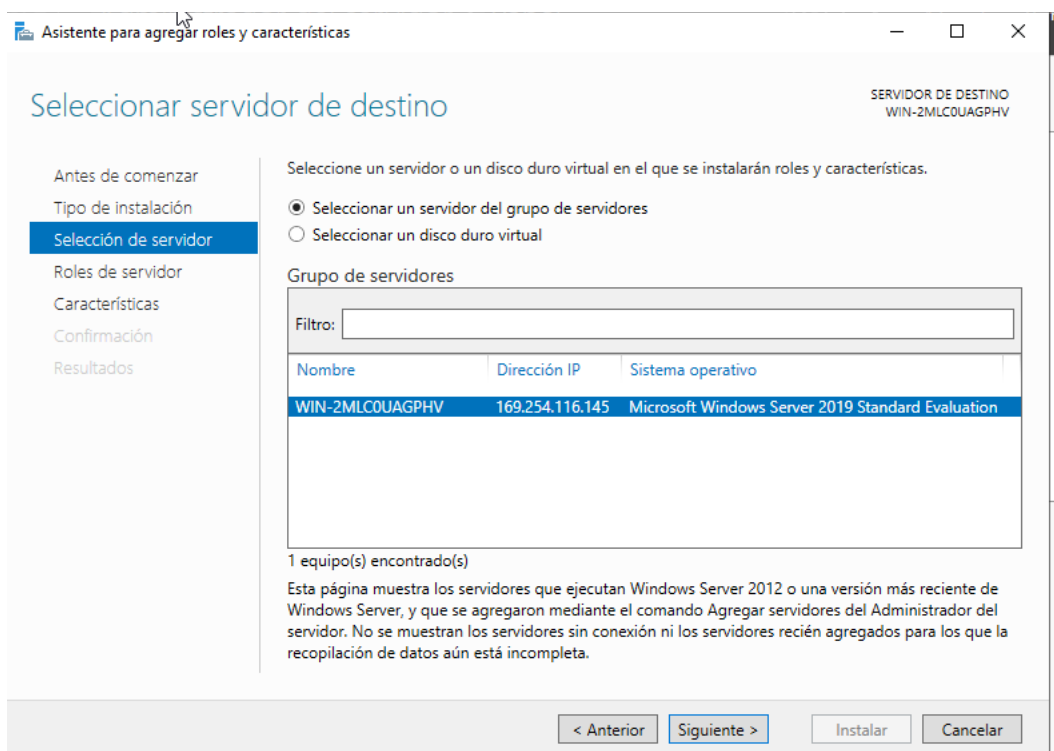 Asistente para agregar roles y características
Seleccionar servidor de destino
SERVIDOR DE DESTINO
WIN-2MLC0UAGPHV
Antes de comenzar
Tipo de instalación
Selección de servidor
Roles de servidor
Características
Confirmación
Resultados
Seleccione un servidor o un disco duro virtual en el que se instalarán roles y características.
Seleccionar un servidor del grupo de servidores
Seleccionar un disco duro virtual
Grupo de servidores
Filtro:
Nombre Dirección IP Sistema operativo
WIN-2MLC0UAGPHV 169.254.116.145 Microsoft Windows Server 2019 Standard Evaluation
1 equipo(s) encontrado(s)
Esta página muestra los servidores que ejecutan Windows Server 2012 o una versión más reciente de
Windows Server, y que se agregaron mediante el comando Agregar servidores del Administrador del
servidor. No se muestran los servidores sin conexión ni los servidores recién agregados para los que la
recopilación de datos aún está incompleta.
< Anterior Siguiente > Instalar Cancelar